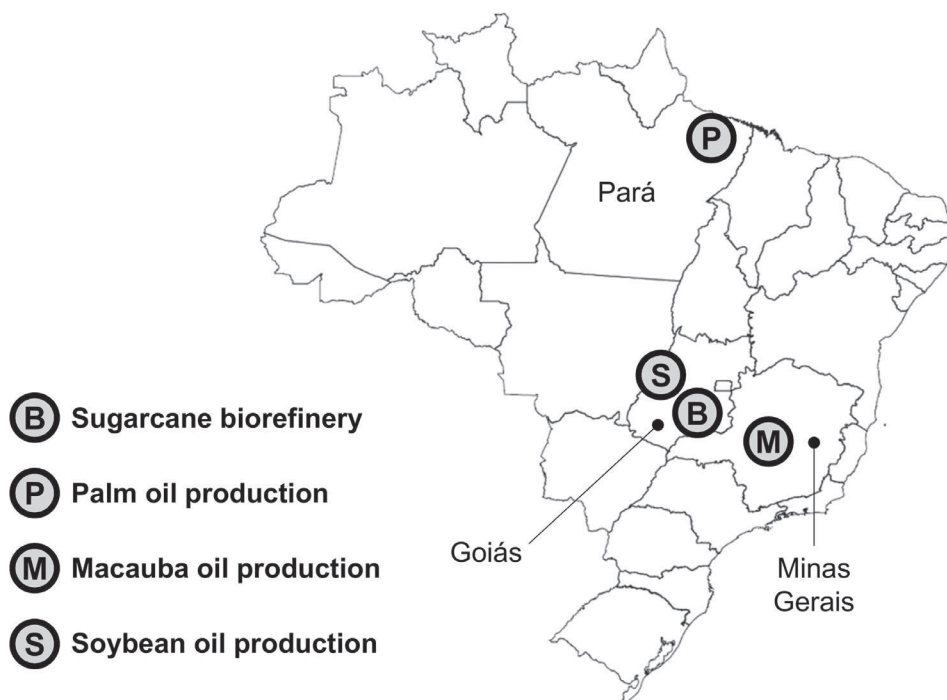 P
Pará
S
B
M
B Sugarcane biorefinery
P Palm oil production
M Macauba oil production
S Soybean oil production
Goiás
Minas
Gerais